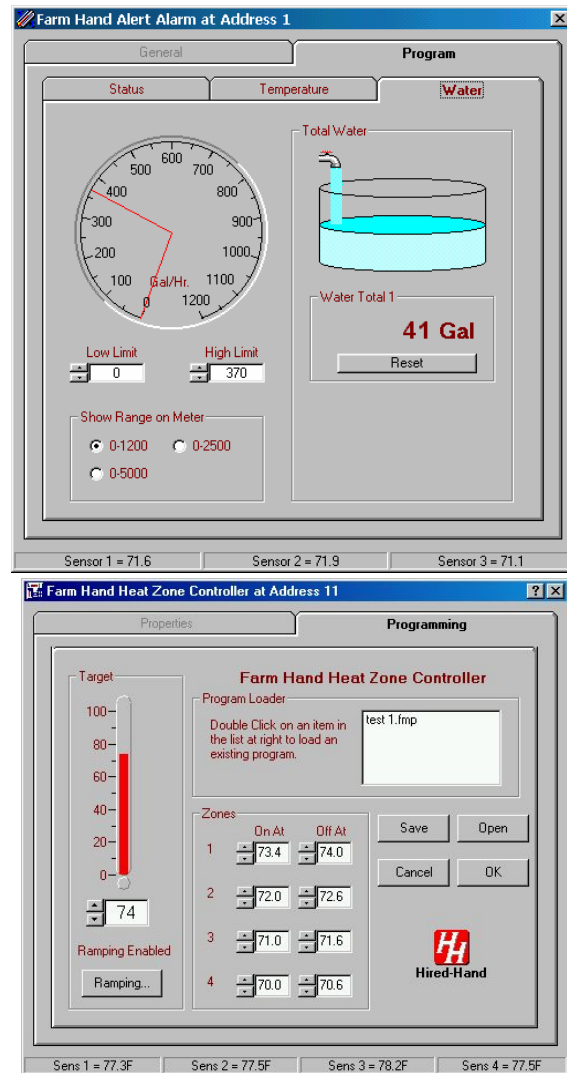 Farm Hand Alert Alarm at Address 1
General Program
Status Temperature Water
Total Water
600
500 700
400 800
300 900
200 1000
100 Gal/Hr. 1100
0 1200
Water Total 1
41 Gal
Reset
Low Limit High Limit
0 370
Show Range on Meter
0-1200 0-2500
0-5000
Sensor 1 = 71.6 Sensor 2 = 71.9 Sensor 3 = 71.1
Farm Hand Heat Zone Controller at Address 11
Properties Programming
Target
100
80
60
40
20
0
74
Ramping Enabled
Ramping...
Farm Hand Heat Zone Controller
Program Loader
Double Click on an item in
the list at right to load an
existing program.
test 1.fmp
Zones
On At Off At
1 73.4 74.0
2 72.0 72.6
3 71.0 71.6
4 70.0 70.6
Save Open
Cancel OK
HH
Hired-Hand
Sens 1 = 77.3F Sens 2 = 77.5F Sens 3 = 78.2F Sens 4 = 77.5F